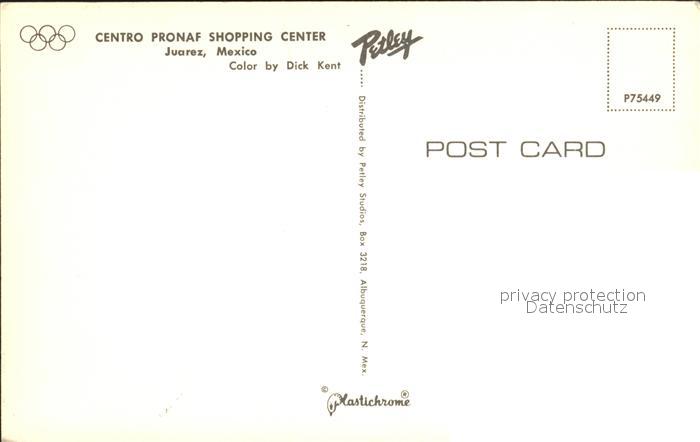 CENTRO PRONAF SHOPPING CENTER
Juarez, Mexico
Color by Dick Kent
Petley
Distributed by Petley Studios, Box 3218, Albuquerque, N. Mex.
P75449
POST CARD
privacy protection
Datenschutz
© Plastichrome ®